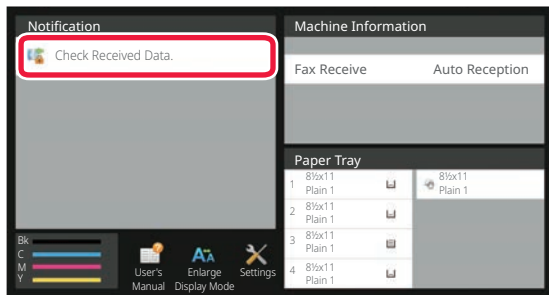 Notification
Check Received Data.
Machine Information
Fax Receive Auto Reception
Paper Tray
1 8½x11
Plain 1
8½x11
Plain 1
2 8½x11
Plain 1
3 8½x11
Plain 1
4 8½x11
Plain 1
Bk
C
M
Y
User's
Manual
Enlarge
Display Mode
Settings